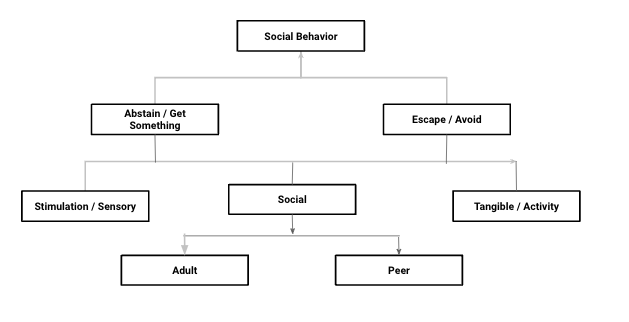 Social Behavior
Abstain / Get
Something
Escape / Avoid
Stimulation / Sensory
Social
Tangible / Activity
Adult
Peer